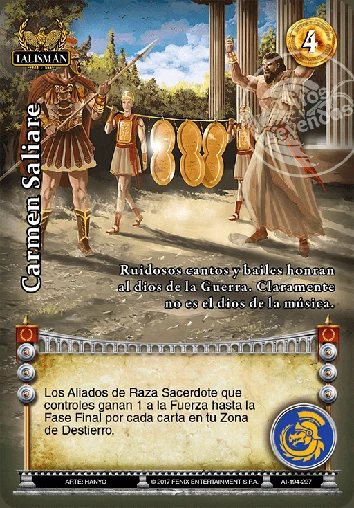 TALISMÁN
4
Carmen Saliare
Ruidosos cantos y bailes honran
al dios de la Guerra. Claramente
no es el dios de la música.
Los Aliados de Raza Sacerdote que
controles ganan 1 a la Fuerza hasta la
Fase Final por cada carta en tu Zona
de Destierro.
ARTE: HANYO
© 2017 FENIX ENTERTAINMENT S.P.A.